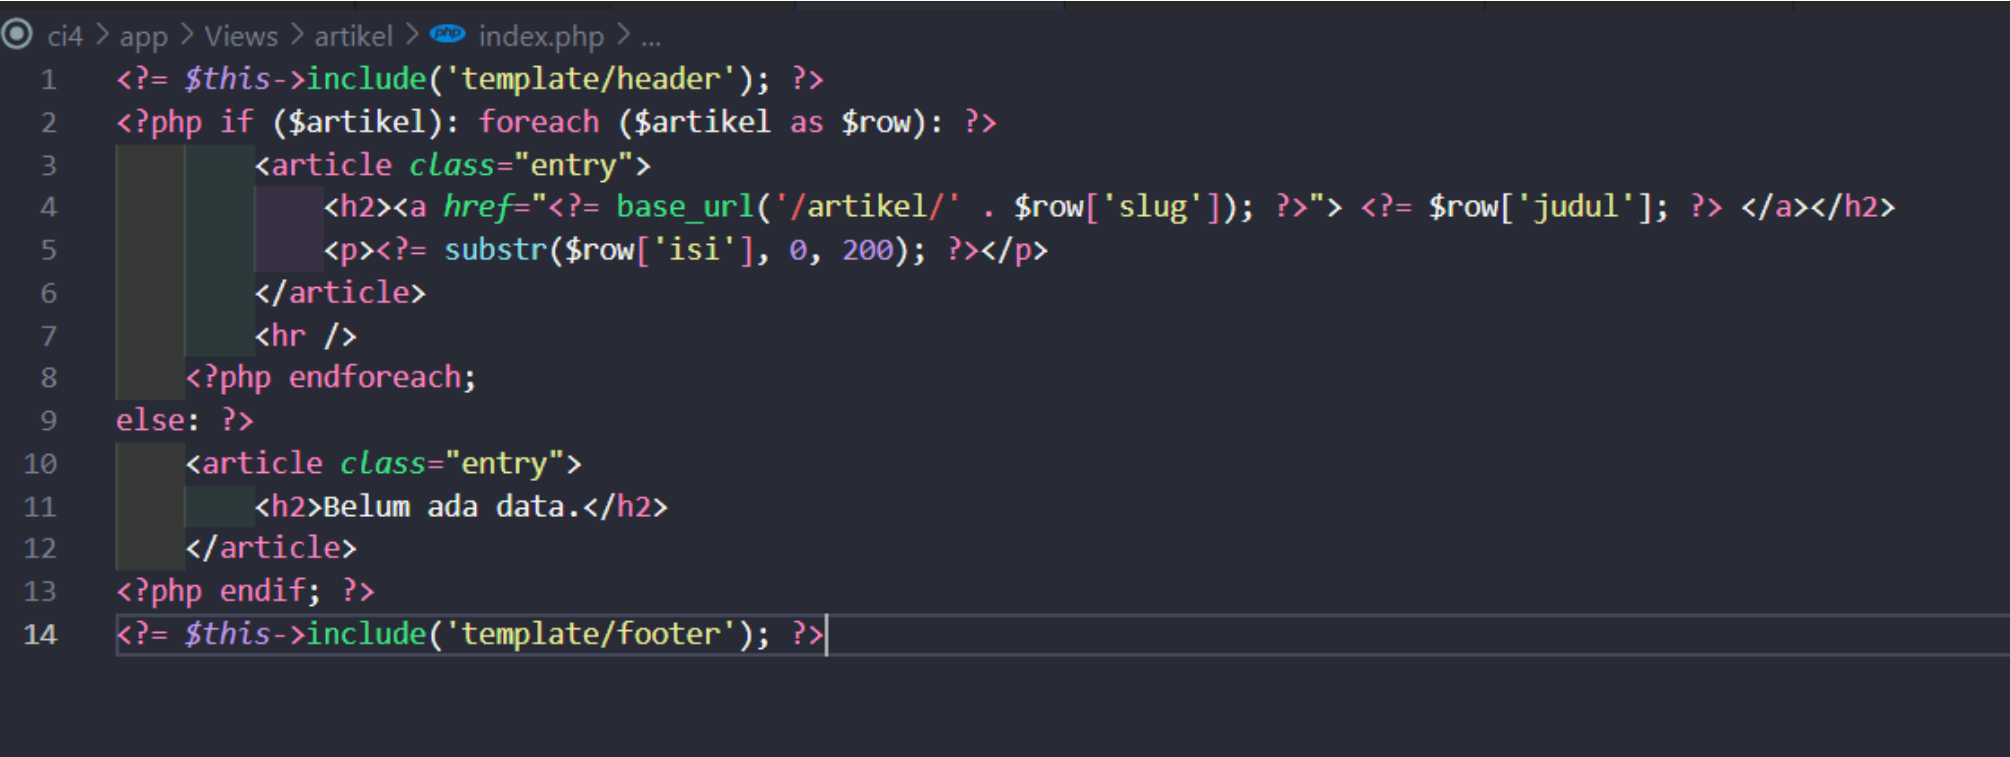 ci4 > app > Views > artikel > php index.php > ...
1 <?= $this->include('template/header'); ?>
2 <?php if ($artikel): foreach ($artikel as $row): ?>
3         <article class="entry">
4             <h2><a href="<?= base_url('/artikel/' . $row['slug']); ?>"> <?= $row['judul']; ?> </a></h2>
5             <p><?= substr($row['isi'], 0, 200); ?></p>
6         </article>
7         <hr />
8     <?php endforeach;
9 else: ?>
10     <article class="entry">
11         <h2>Belum ada data.</h2>
12     </article>
13 <?php endif; ?>
14 <?= $this->include('template/footer'); ?>